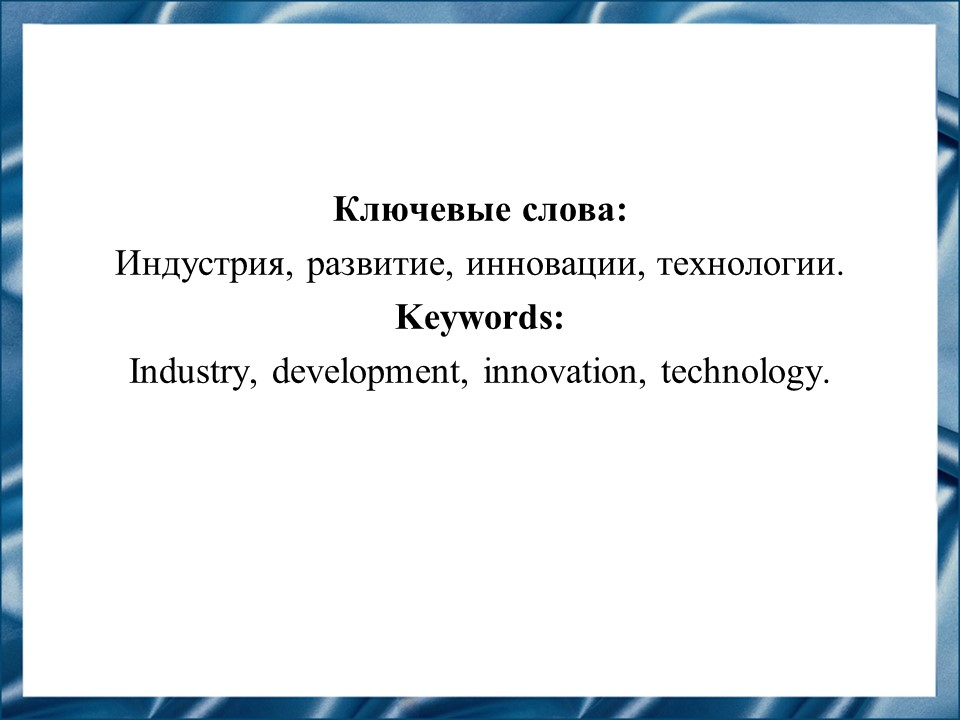 Ключевые слова:
Индустрия, развитие, инновации, технологии.
Keywords:
Industry, development, innovation, technology.